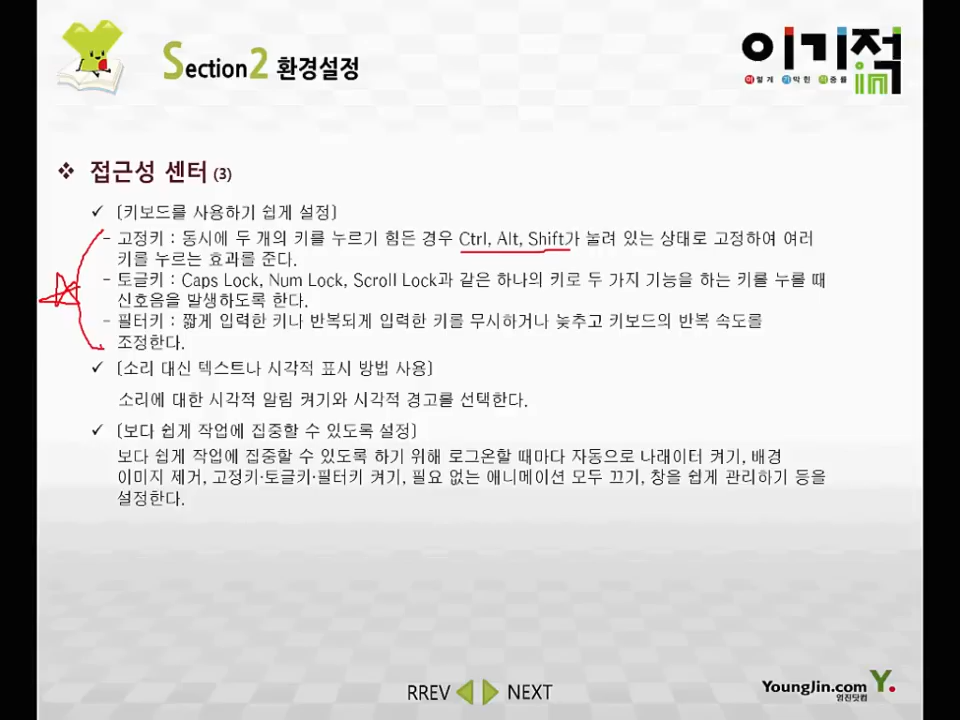 Section2 환경설정
이기적in
이렇게 기막힌 적중률
❖ 접근성 센터 (3)
✓ [키보드를 사용하기 쉽게 설정]
- 고정키 : 동시에 두 개의 키를 누르기 힘든 경우 Ctrl, Alt, Shift가 눌려 있는 상태로 고정하여 여러
키를 누르는 효과를 준다.
- 토글키 : Caps Lock, Num Lock, Scroll Lock과 같은 하나의 키로 두 가지 기능을 하는 키를 누를 때
신호음을 발생하도록 한다.
- 필터키 : 짧게 입력한 키나 반복되게 입력한 키를 무시하거나 늦추고 키보드의 반복 속도를
조정한다.
✓ [소리 대신 텍스트나 시각적 표시 방법 사용]
소리에 대한 시각적 알림 켜기와 시각적 경고를 선택한다.
✓ [보다 쉽게 작업에 집중할 수 있도록 설정]
보다 쉽게 작업에 집중할 수 있도록 하기 위해 로그온할 때마다 자동으로 나래이터 켜기, 배경
이미지 제거, 고정키·토글키·필터키 켜기, 필요 없는 애니메이션 모두 끄기, 창을 쉽게 관리하기 등을
설정한다.
RREV NEXT
YoungJin.com Y.
영진닷컴